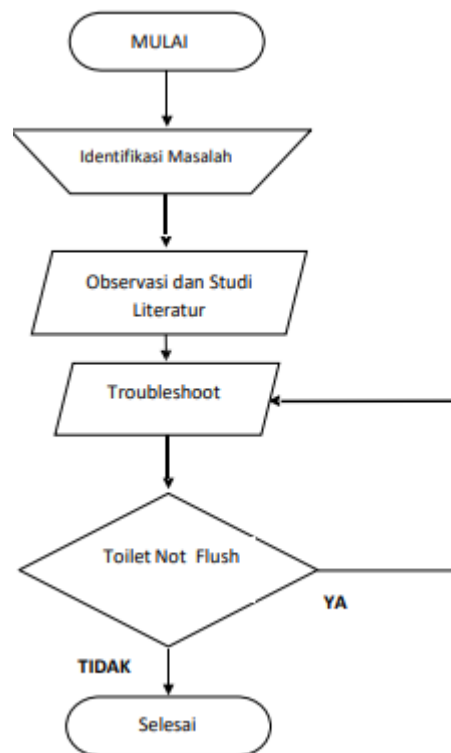 MULAI
Identifikasi Masalah
Observasi dan Studi
Literatur
Troubleshoot
Toilet Not Flush
YA
TIDAK
Selesai